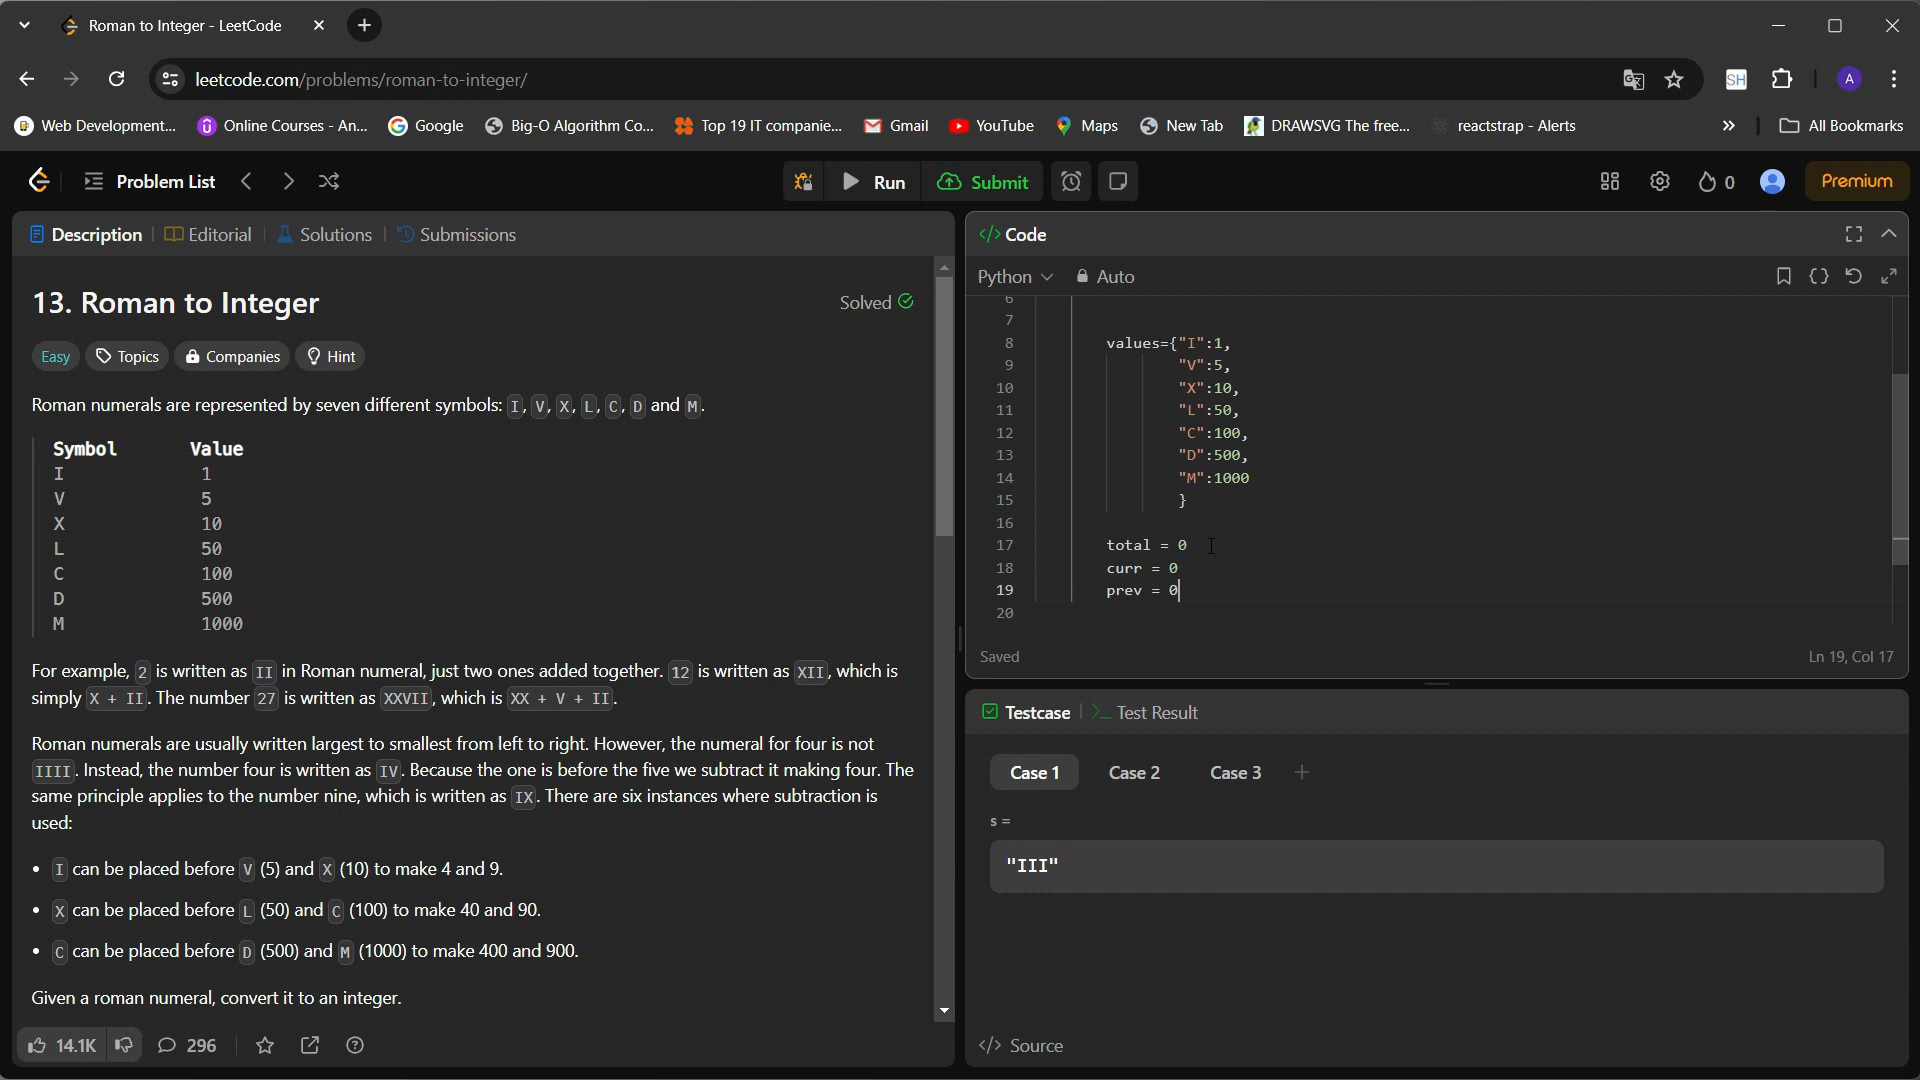 Roman to Integer - LeetCode
leetcode.com/problems/roman-to-integer/
SH
A
Web Development...
Online Courses - An...
Google
Big-O Algorithm Co...
Top 19 IT companie...
Gmail
YouTube
Maps
New Tab
DRAWSVG The free...
reactstrap - Alerts
All Bookmarks
Problem List
Run
Submit
0
Premium
Description
Editorial
Solutions
Submissions
13. Roman to Integer
Solved
Easy
Topics
Companies
Hint
Roman numerals are represented by seven different symbols: I, V, X, L, C, D and M.
Symbol Value
I 1
V 5
X 10
L 50
C 100
D 500
M 1000
For example, 2 is written as II in Roman numeral, just two ones added together. 12 is written as XII, which is
simply X + II. The number 27 is written as XXVII, which is XX + V + II.
Roman numerals are usually written largest to smallest from left to right. However, the numeral for four is not
IIII. Instead, the number four is written as IV. Because the one is before the five we subtract it making four. The
same principle applies to the number nine, which is written as IX. There are six instances where subtraction is
used:
• I can be placed before V (5) and X (10) to make 4 and 9.
• X can be placed before L (50) and C (100) to make 40 and 90.
• C can be placed before D (500) and M (1000) to make 400 and 900.
Given a roman numeral, convert it to an integer.
14.1K
296
</> Code
Python
Auto
6
7
8 values={"I":1,
9 "V":5,
10 "X":10,
11 "L":50,
12 "C":100,
13 "D":500,
14 "M":1000
15 }
16
17 total = 0
18 curr = 0
19 prev = 0
20
Saved
Ln 19, Col 17
Testcase
>_ Test Result
Case 1
Case 2
Case 3
+
s =
"III"
</> Source